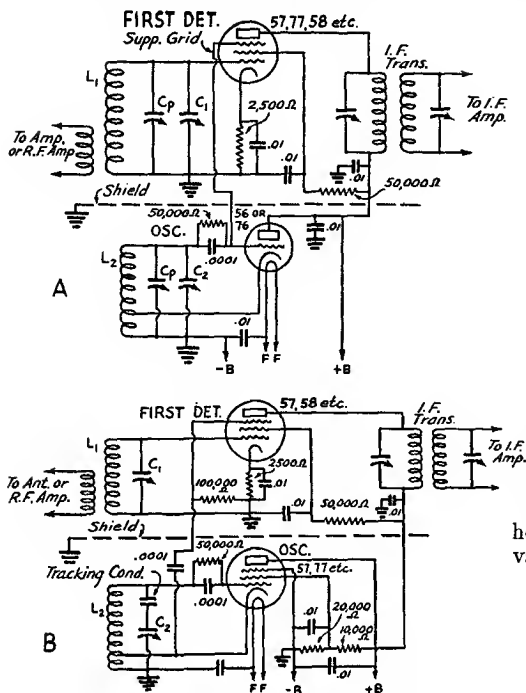 FIRST DET.
57,77,58 etc.
Supp. Grid
I.F.
Trans.
L1
Cp
C1
2,500Ω
.01
.01
To I.F.
Amp.
To Amp.
or R.F. Amp
.01
50,000Ω
Shield
50,000Ω
56 OR
76
OSC.
.01
.0001
L2
Cp
C2
A
.01
-B
F F
+B
FIRST DET.
57,58 etc.
I.F.
Trans.
L1
C1
To I.F.
Amp.
To Ant. or
R.F. Amp.
100,000
Ω
2500Ω
.01
.01
50,000Ω
.01
Shield
.0001
50,000Ω
OSC.
57,77 etc.
Tracking Cond.
.0001
L2
C2
.01
20,000
Ω
10,000
Ω
B
.01
F F
-B
+B
h
v